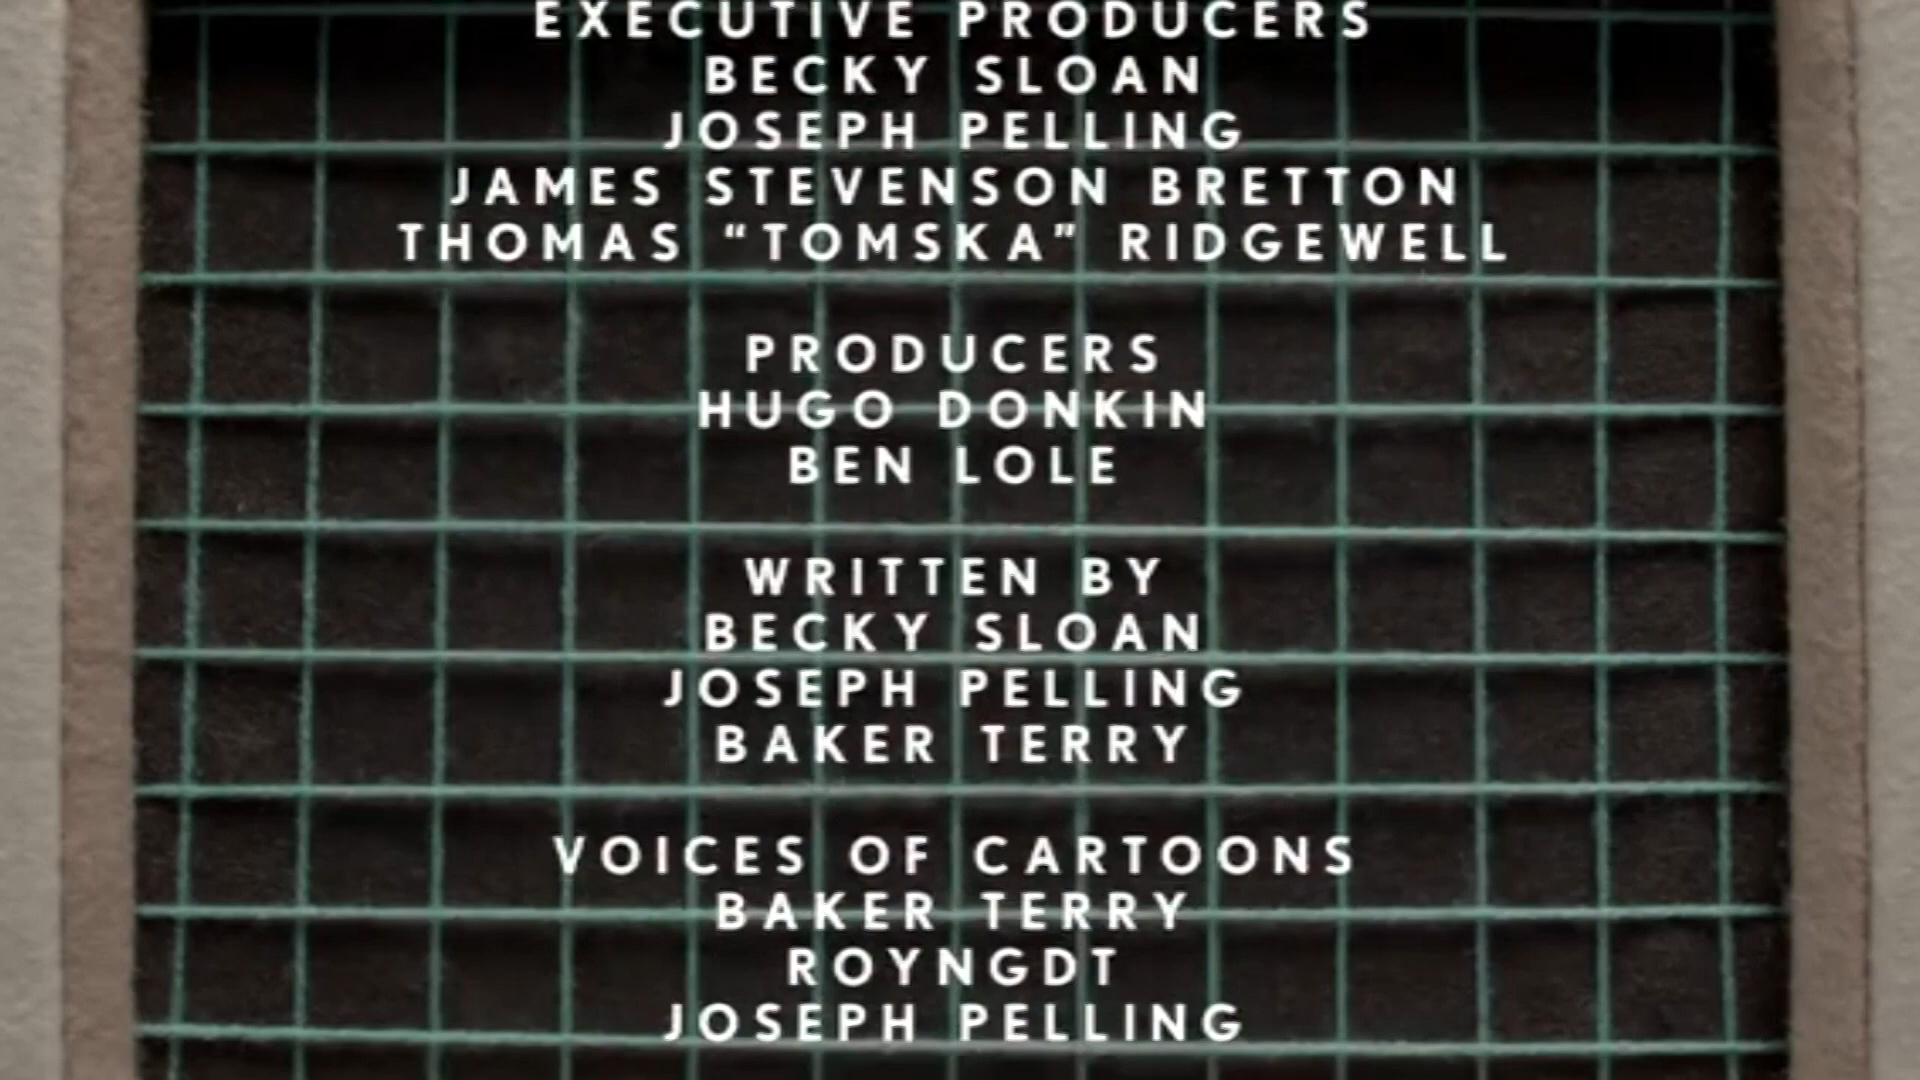 EXECUTIVE PRODUCERS
BECKY SLOAN
JOSEPH PELLING
JAMES STEVENSON BRETTON
THOMAS “TOMSKA” RIDGEWELL
PRODUCERS
HUGO DONKIN
BEN LOLE
WRITTEN BY
BECKY SLOAN
JOSEPH PELLING
BAKER TERRY
VOICES OF CARTOONS
BAKER TERRY
ROYNGDT
JOSEPH PELLING